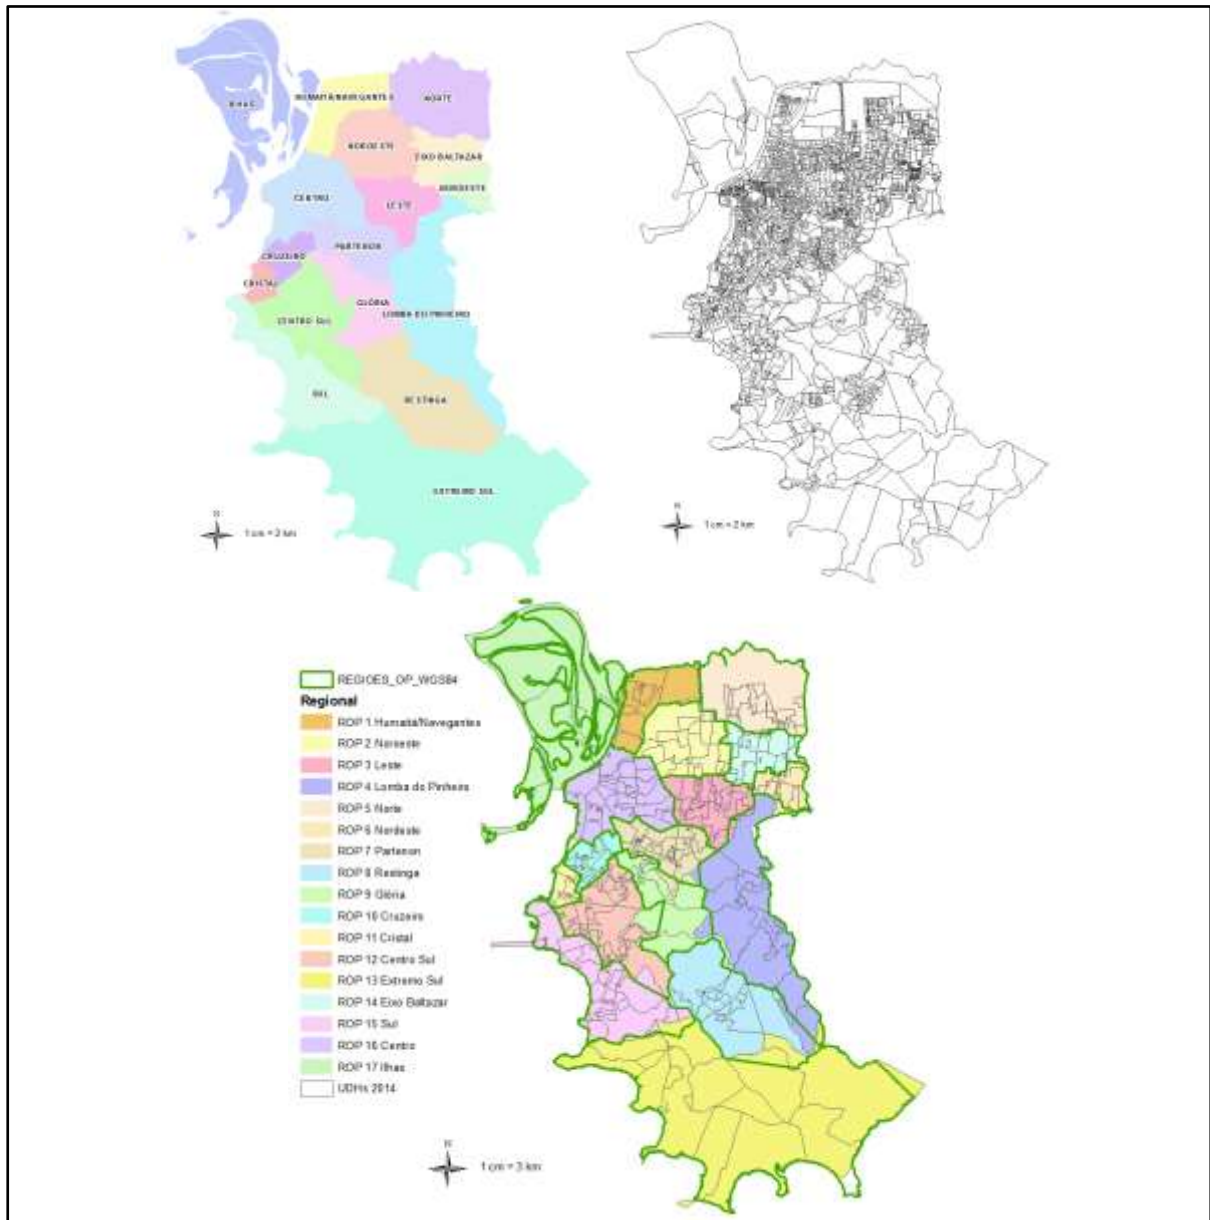 ILHAS
HUMAITÁ/NAVEGANTES
NORTE
NOROESTE
EIXO BALTAZAR
NORDESTE
CENTRO
LESTE
PARTENON
CRUZEIRO
CRISTAL
GLÓRIA
LOMBA DO PINHEIRO
CENTRO SUL
SUL
RESTINGA
EXTREMO SUL
N
1 cm = 2 km
N
1 cm = 2 km
REGIOES_OP_WGS84
Regional
ROP 1 Humaitá/Navegantes
ROP 2 Noroeste
ROP 3 Leste
ROP 4 Lomba do Pinheiro
ROP 5 Norte
ROP 6 Nordeste
ROP 7 Partenon
ROP 8 Restinga
ROP 9 Glória
ROP 10 Cruzeiro
ROP 11 Cristal
ROP 12 Centro Sul
ROP 13 Extremo Sul
ROP 14 Eixo Baltazar
ROP 15 Sul
ROP 16 Centro
ROP 17 Ilhas
UDHs 2014
N
1 cm = 3 km